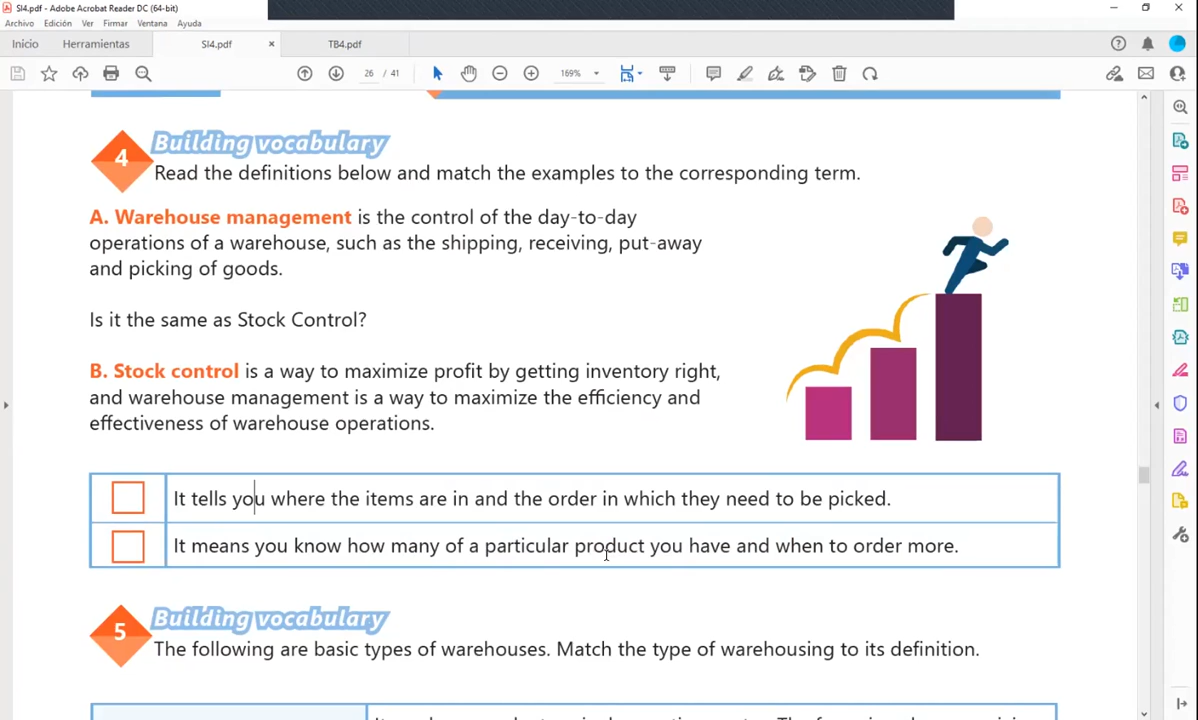 SI4.pdf - Adobe Acrobat Reader DC (64-bit)
Archivo Edición Ver Firmar Ventana Ayuda
Inicio Herramientas SI4.pdf × TB4.pdf
26 / 41 169%
4 Building vocabulary
Read the definitions below and match the examples to the corresponding term.
A. Warehouse management is the control of the day-to-day
operations of a warehouse, such as the shipping, receiving, put-away
and picking of goods.
Is it the same as Stock Control?
B. Stock control is a way to maximize profit by getting inventory right,
and warehouse management is a way to maximize the efficiency and
effectiveness of warehouse operations.
It tells you where the items are in and the order in which they need to be picked.
It means you know how many of a particular product you have and when to order more.
5 Building vocabulary
The following are basic types of warehouses. Match the type of warehousing to its definition.